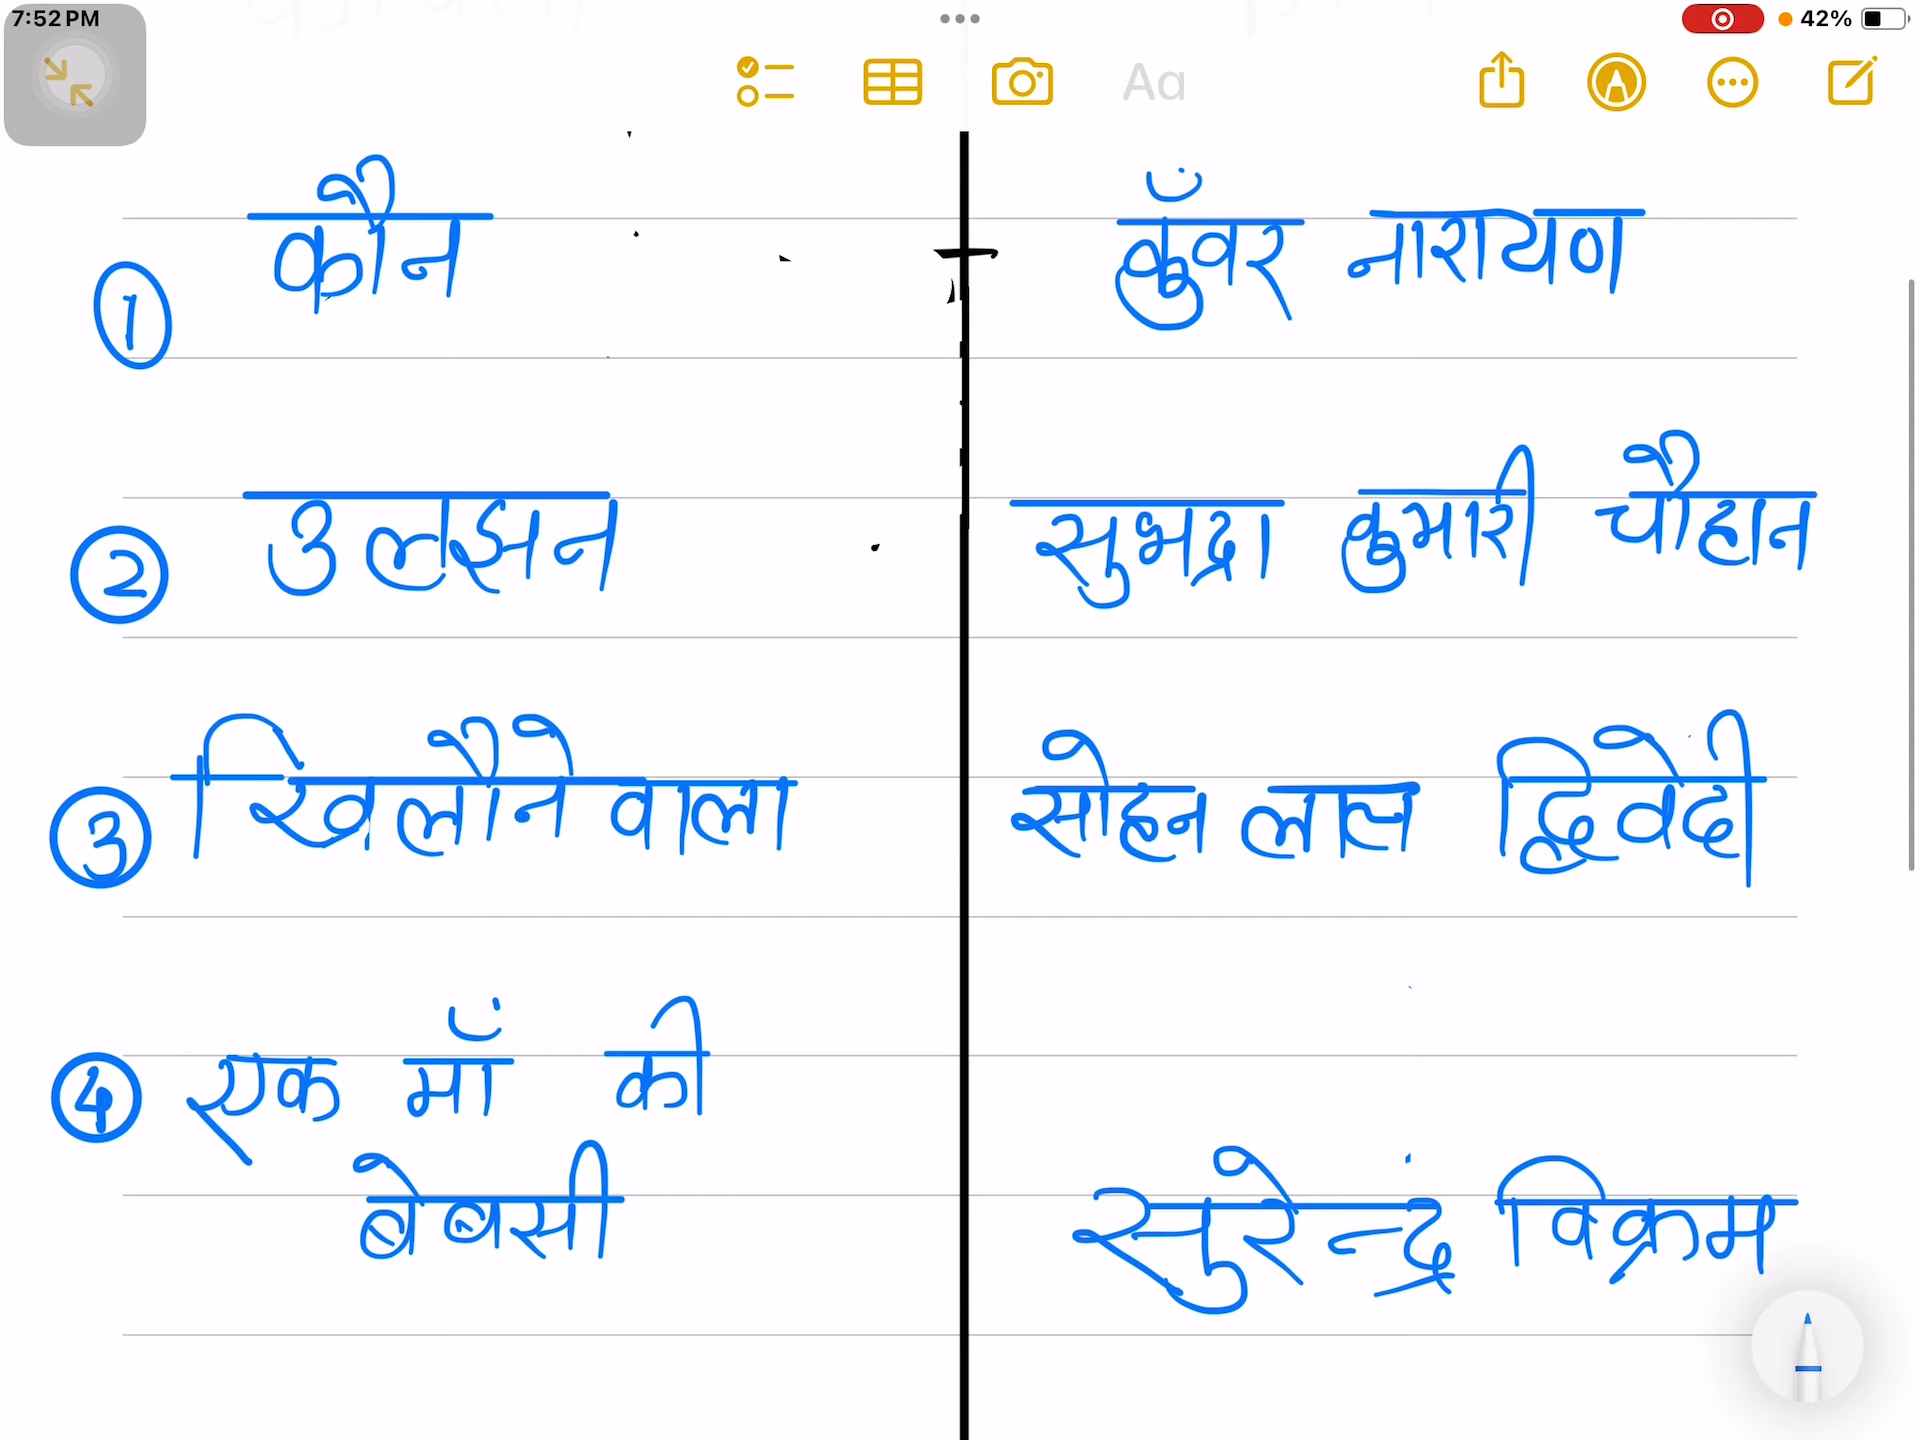 7:52 PM
42%
Aa
① कौन कुँवर नारायण
② उलझन सुभद्रा कुमारी चौहान
③ खिलौने वाला सोहन लाल द्विवेदी
④ एक माँ की
बेबसी सुरेन्द्र विक्रम